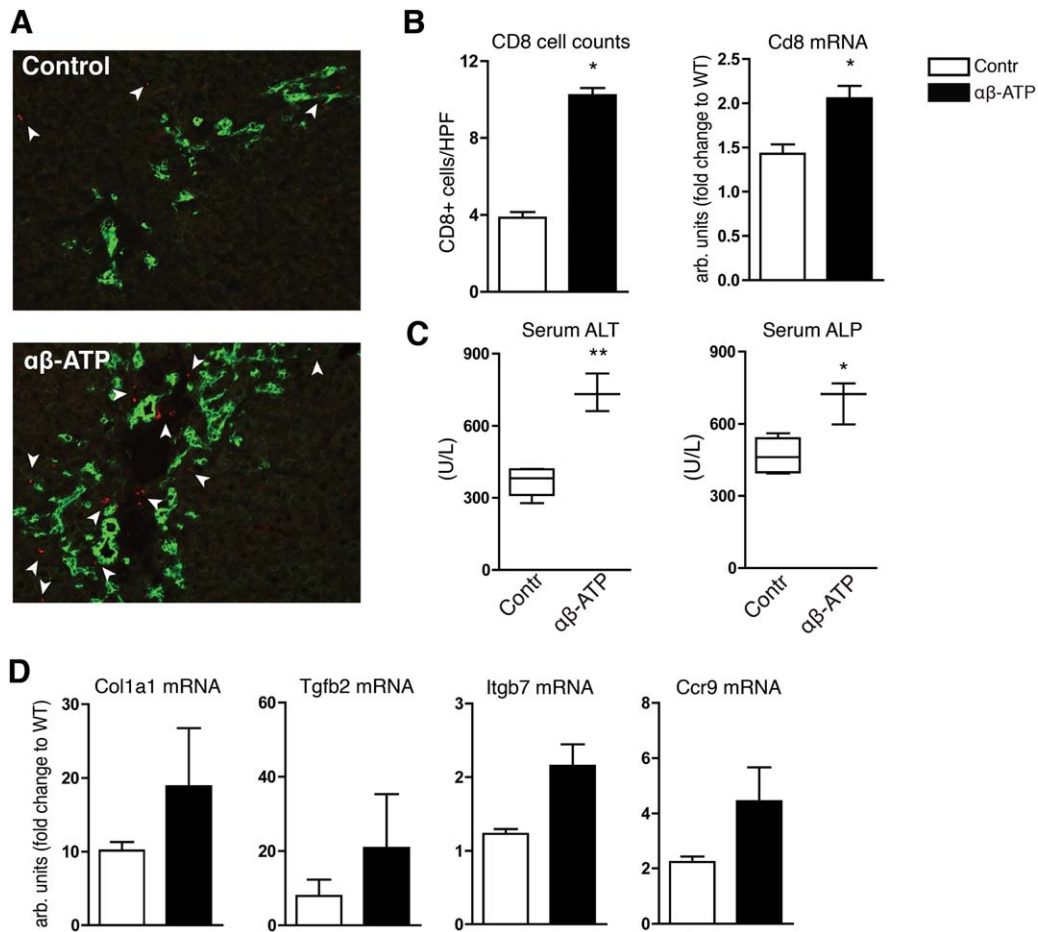 A
Control
αβ-ATP
B
CD8 cell counts
CD8+ cells/HPF
12
8
4
0
*
Cd8 mRNA
arb. units (fold change to WT)
2.5
2.0
1.5
1.0
0.5
0.0
*
Contr
αβ-ATP
C
Serum ALT
(U/L)
900
600
300
0
**
Contr
αβ-ATP
Serum ALP
(U/L)
900
600
300
0
*
Contr
αβ-ATP
D
Col1a1 mRNA
arb. units (fold change to WT)
30
20
10
0
Tgfb2 mRNA
60
40
20
0
Itgb7 mRNA
3
2
1
0
Ccr9 mRNA
8
6
4
2
0